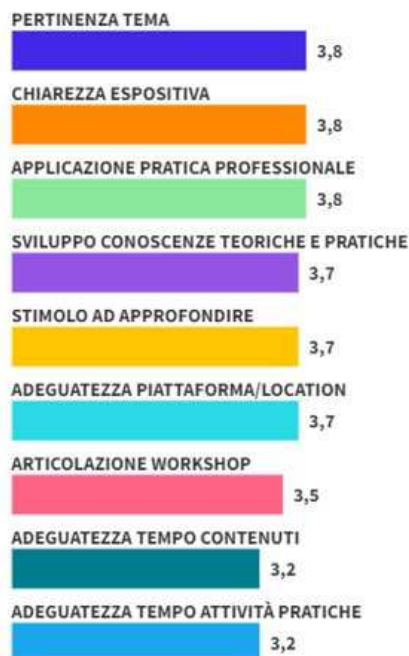 PERTINENZA TEMA
3,8
CHIAREZZA ESPOSITIVA
3,8
APPLICAZIONE PRATICA PROFESSIONALE
3,8
SVILUPPO CONOSCENZE TEORICHE E PRATICHE
3,7
STIMOLO AD APPROFONDIRE
3,7
ADEGUATEZZA PIATTAFORMA/LOCATION
3,7
ARTICOLAZIONE WORKSHOP
3,5
ADEGUATEZZA TEMPO CONTENUTI
3,2
ADEGUATEZZA TEMPO ATTIVITÀ PRATICHE
3,2